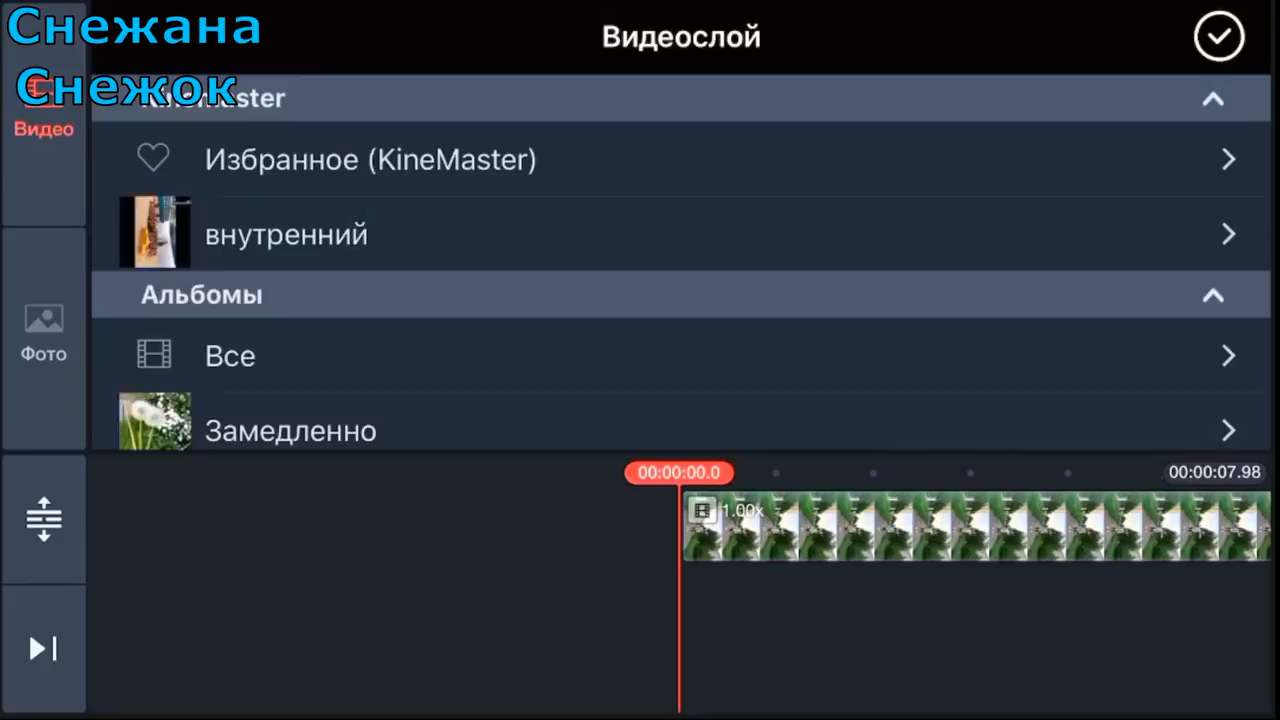 Снежана
Снежок
Видеослой
Kinemaster
Видео
Избранное (KineMaster)
внутренний
Альбомы
Фото
Все
Замедленно
00:00:00.0
00:00:07.98
1.00x